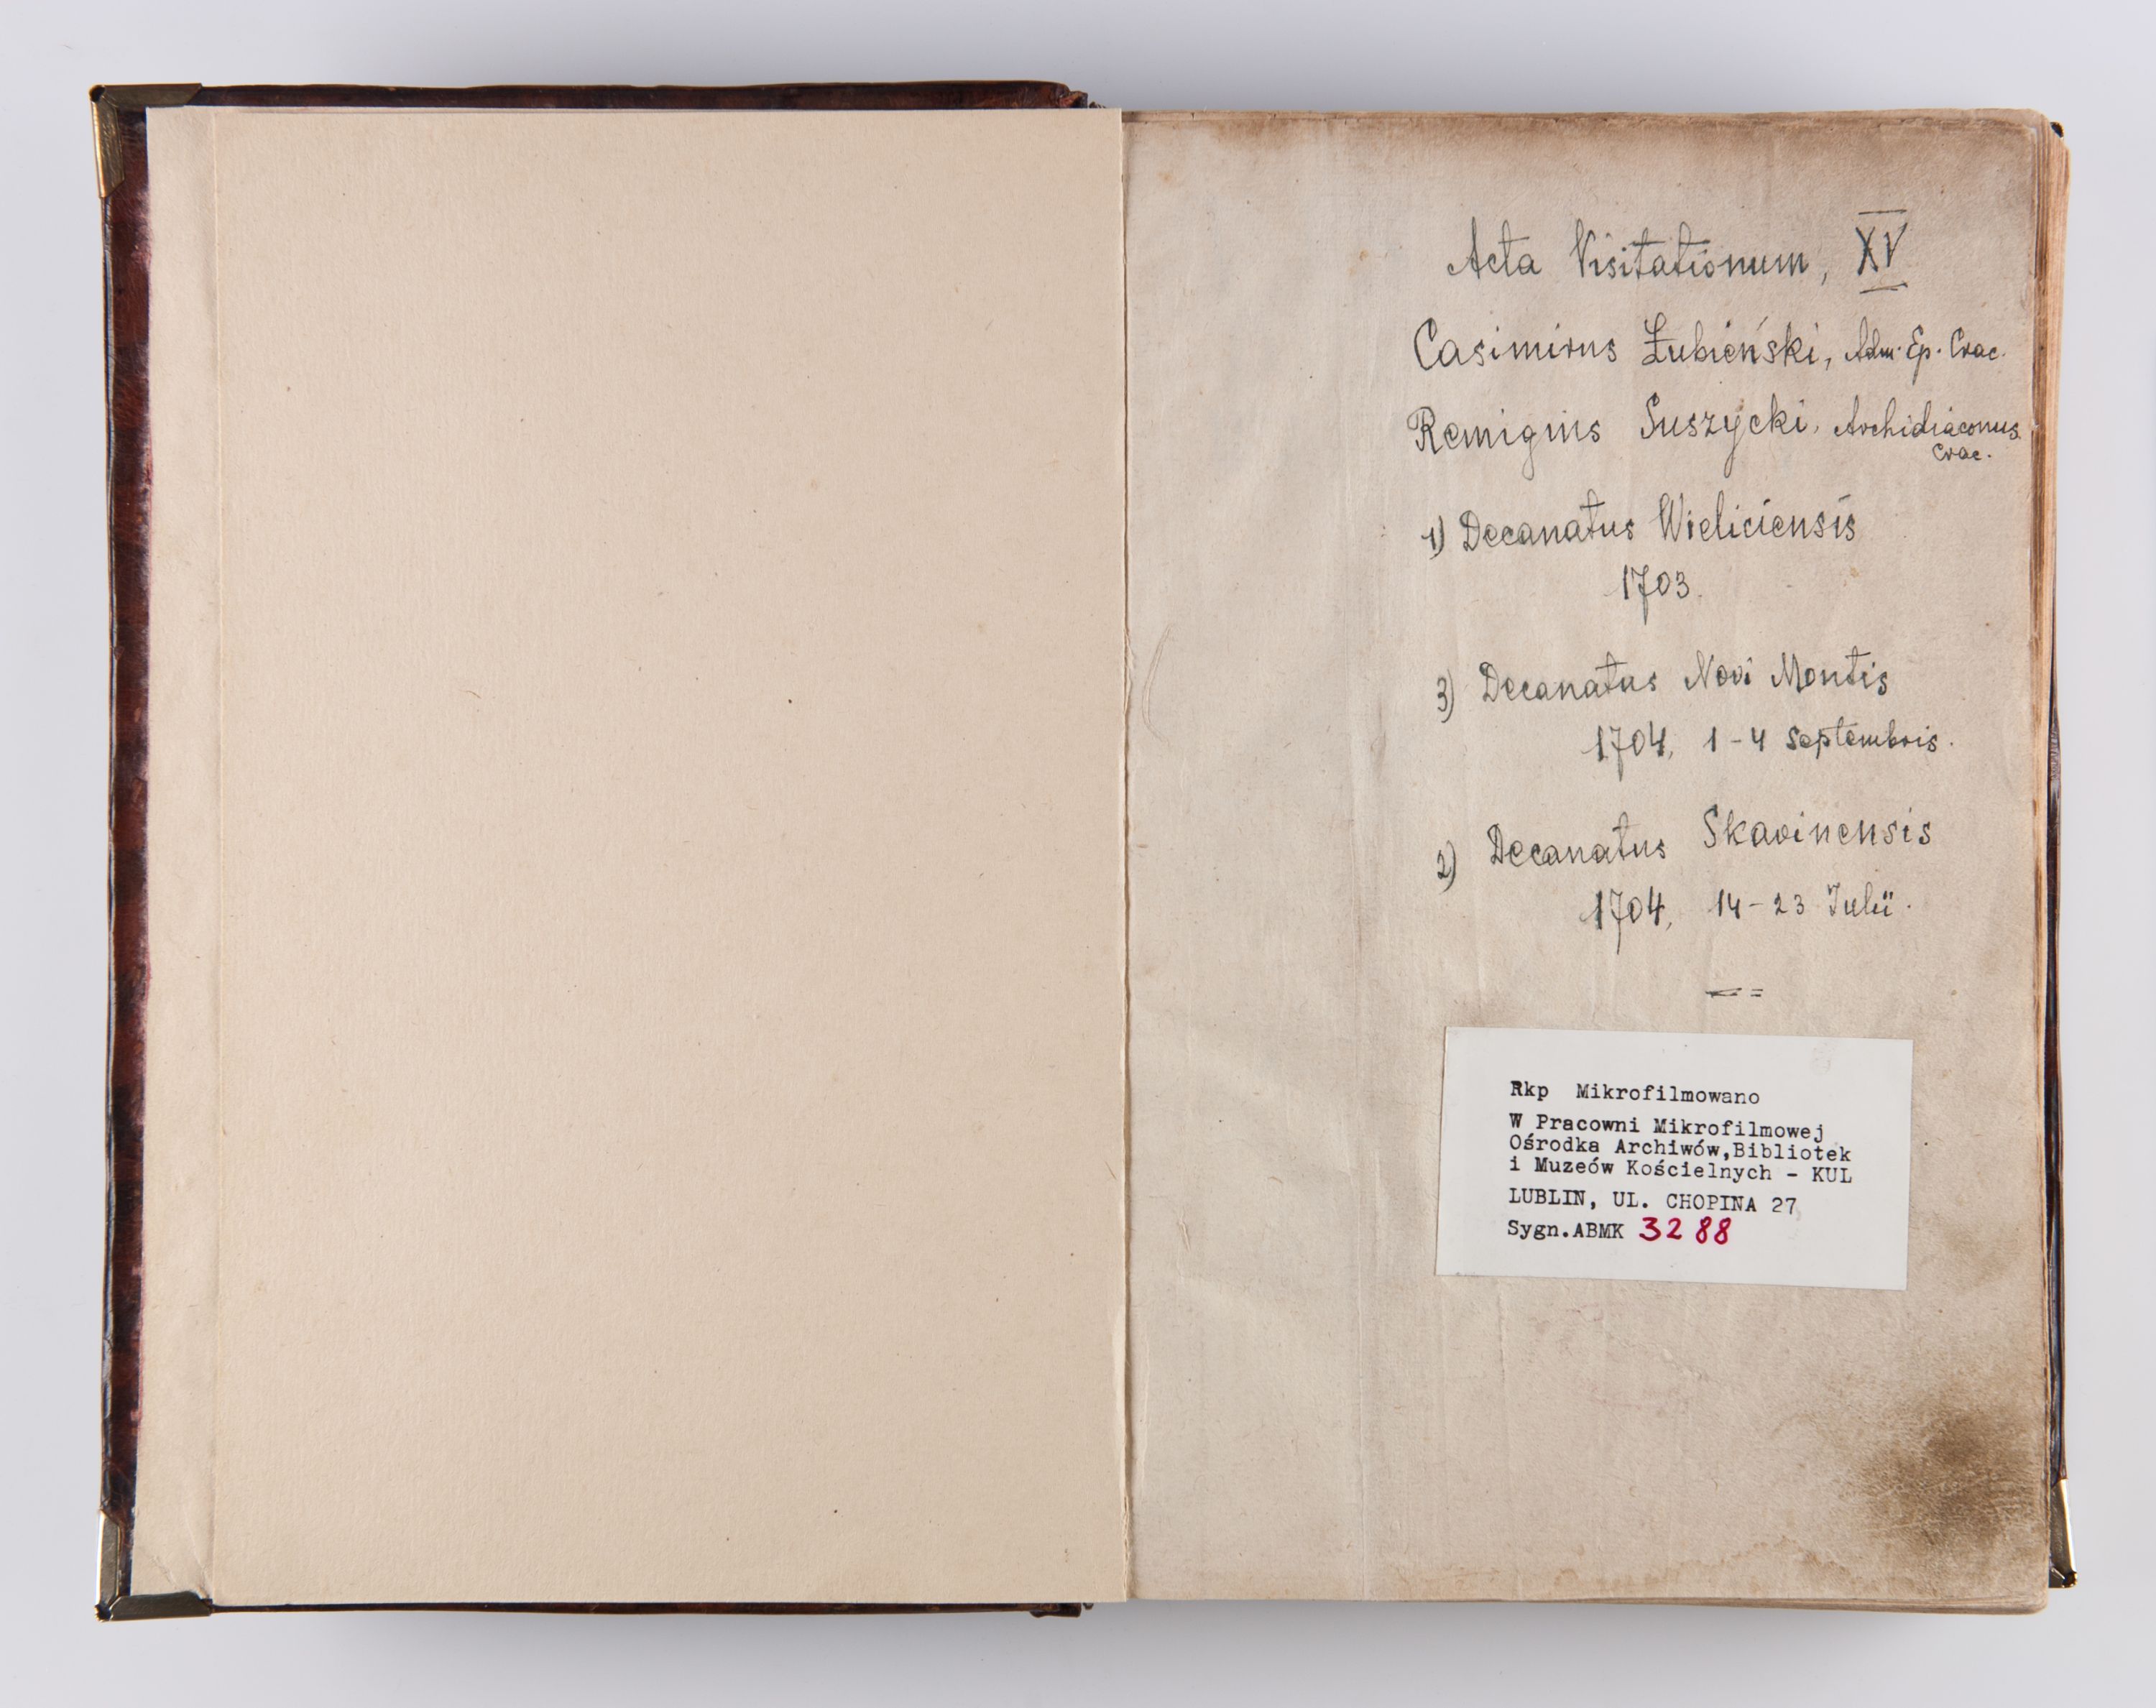 Acta Visitationum, XV
Casimirus Łubieński, Adm. Ep. Crac.
Remigius Suszycki, Archidiaconus
Crac.
1) Decanatus Wieliciensis
1703.
3) Decanatus Novi Montis
1704, 1-4 Septembris.
2) Decanatus Skavinensis
1704, 14-23 Julii.
Rkp Mikrofilmowano
W Pracowni Mikrofilmowej
Ośrodka Archiwów,Bibliotek
i Muzeów Kościelnych - KUL
LUBLIN, UL. CHOPINA 27
Sygn.ABMK 3288